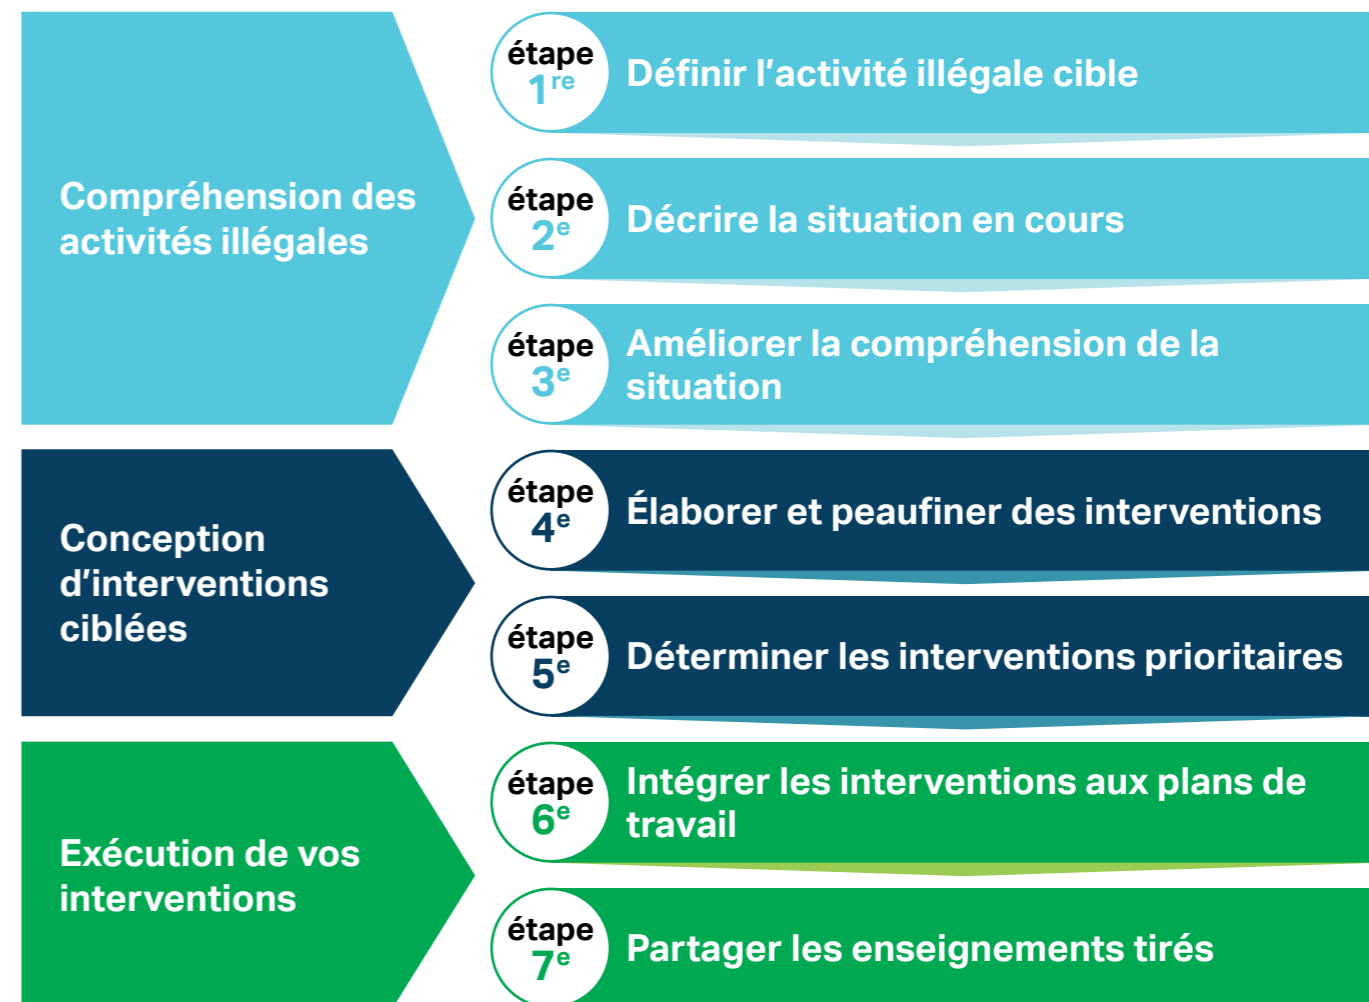 Compréhension des
activités illégales
étape
1re
Définir l’activité illégale cible
étape
2e
Décrire la situation en cours
étape
3e
Améliorer la compréhension de la
situation
Conception
d’interventions
ciblées
étape
4e
Élaborer et peaufiner des interventions
étape
5e
Déterminer les interventions prioritaires
Exécution de vos
interventions
étape
6e
Intégrer les interventions aux plans de
travail
étape
7e
Partager les enseignements tirés